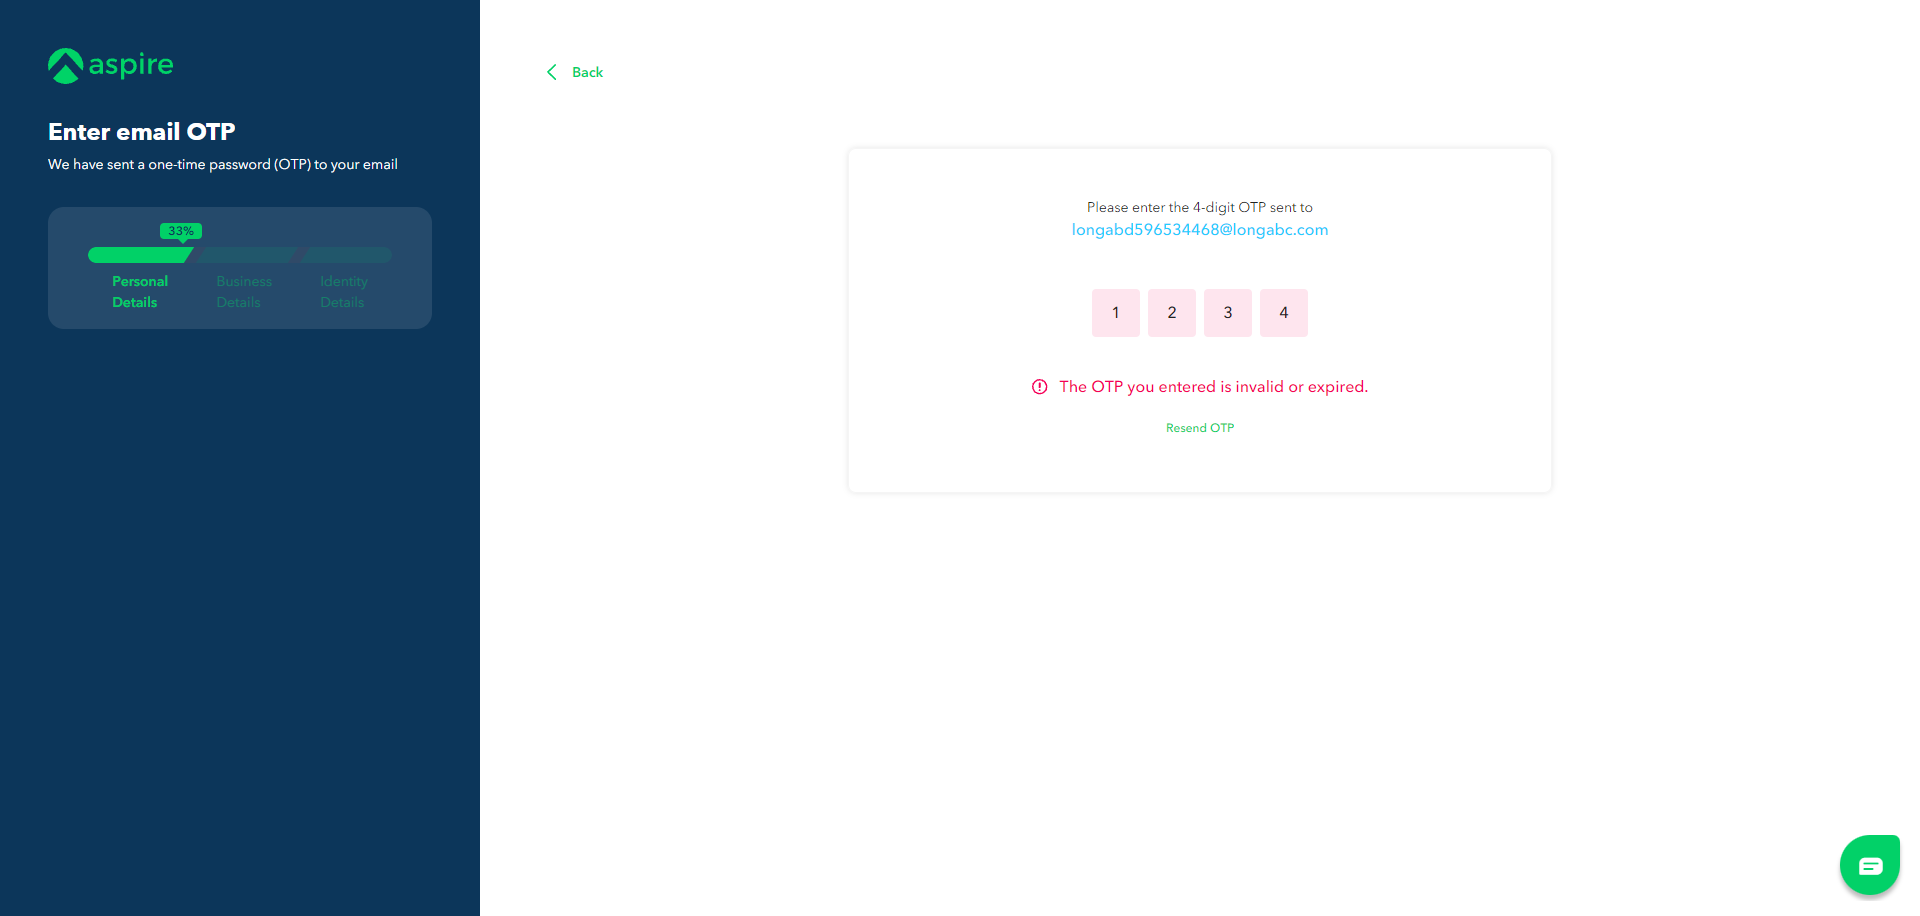 aspire
Enter email OTP
We have sent a one-time password (OTP) to your email
33%
Personal Details
Business Details
Identity Details
Back
Please enter the 4-digit OTP sent to
longabd596534468@longabc.com
1 2 3 4
The OTP you entered is invalid or expired.
Resend OTP